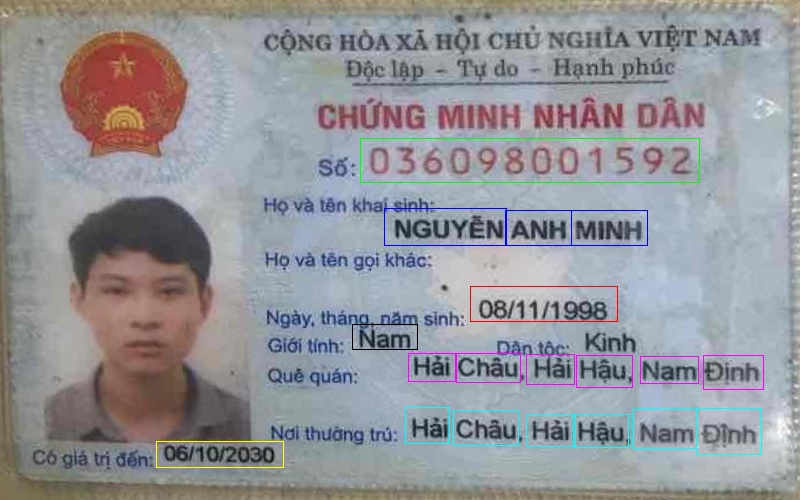 CỘNG HÒA XÃ HỘI CHỦ NGHĨA VIỆT NAM
Độc lập - Tự do - Hạnh phúc
CHỨNG MINH NHÂN DÂN
Số: 036098001592
Họ và tên khai sinh:
NGUYỄN ANH MINH
Họ và tên gọi khác:
Ngày, tháng, năm sinh: 08/11/1998
Giới tính: Nam Dân tộc: Kinh
Quê quán: Hải Châu, Hải Hậu, Nam Định
Nơi thường trú: Hải Châu, Hải Hậu, Nam Định
Có giá trị đến: 06/10/2030